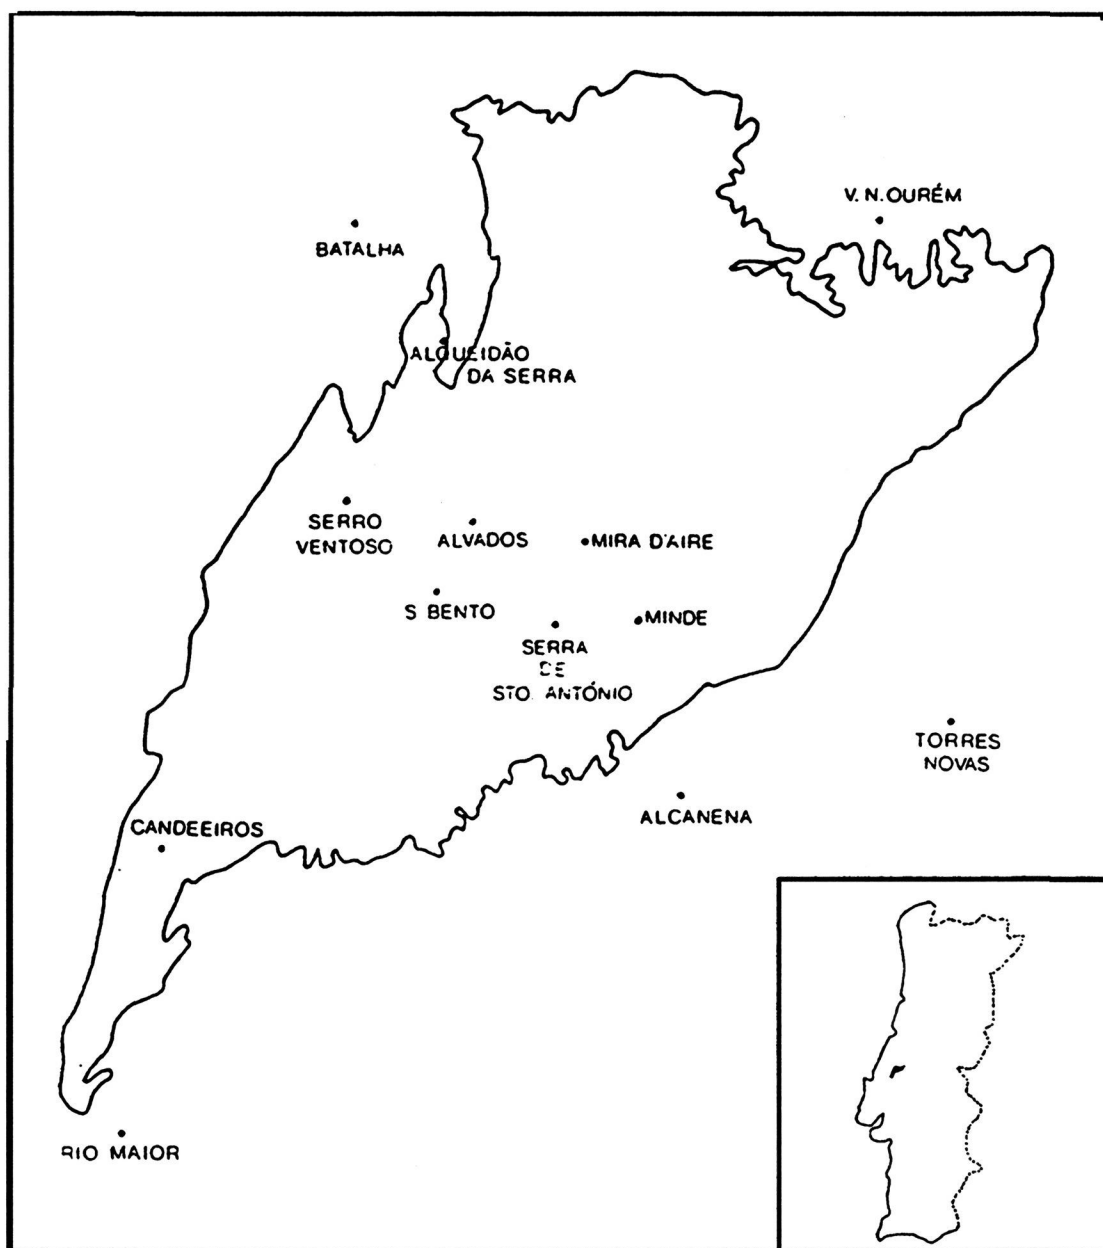 V. N. OURÉM
BATALHA
ALQUEIDÃO
DA SERRA
SERRO
VENTOSO
ALVADOS
MIRA D'AIRE
S BENTO
MINDE
SERRA
DE
STO. ANTÓNIO
TORRES
NOVAS
ALCANENA
CANDEEIROS
RIO MAIOR